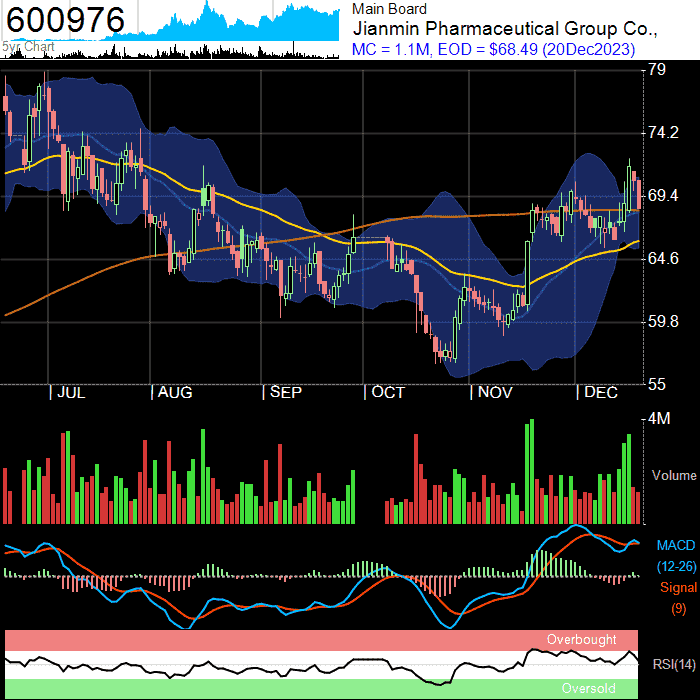 600976
5yr Chart
Main Board
Jianmin Pharmaceutical Group Co.,
MC = 1.1M, EOD = $68.49 (20Dec2023)
79
74.2
69.4
64.6
59.8
55
| JUL | AUG | SEP | OCT | NOV | DEC
4M
Volume
MACD
(12-26)
Signal
(9)
Overbought
RSI(14)
Oversold